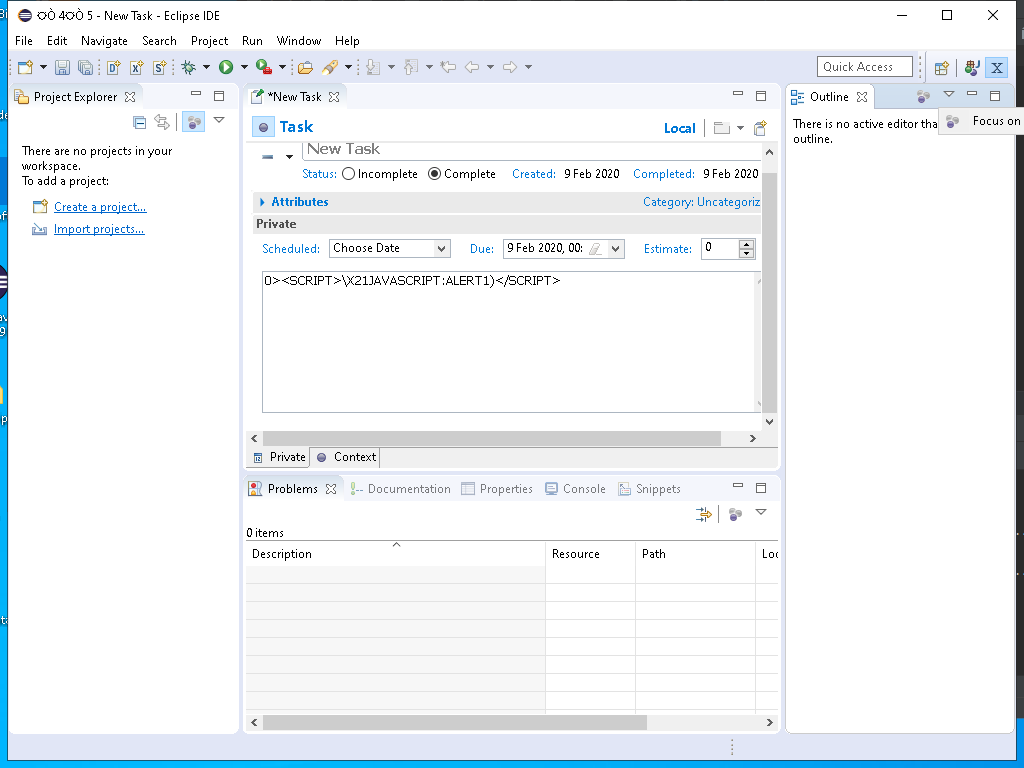 ѸÒ 4ѸÒ 5 - New Task - Eclipse IDE
File Edit Navigate Search Project Run Window Help
Quick Access
Project Explorer
There are no projects in your
workspace.
To add a project:
Create a project...
Import projects...
*New Task
Task
Local
New Task
Status: Incomplete Complete Created: 9 Feb 2020 Completed: 9 Feb 2020
Attributes
Category: Uncategoriz
Private
Scheduled: Choose Date Due: 9 Feb 2020, 00: Estimate: 0
0><SCRIPT>\X21JAVASCRIPT:ALERT1)</SCRIPT>
Private Context
Problems Documentation Properties Console Snippets
0 items
Description Resource Path Loc
Outline
Focus on
There is no active editor tha
outline.